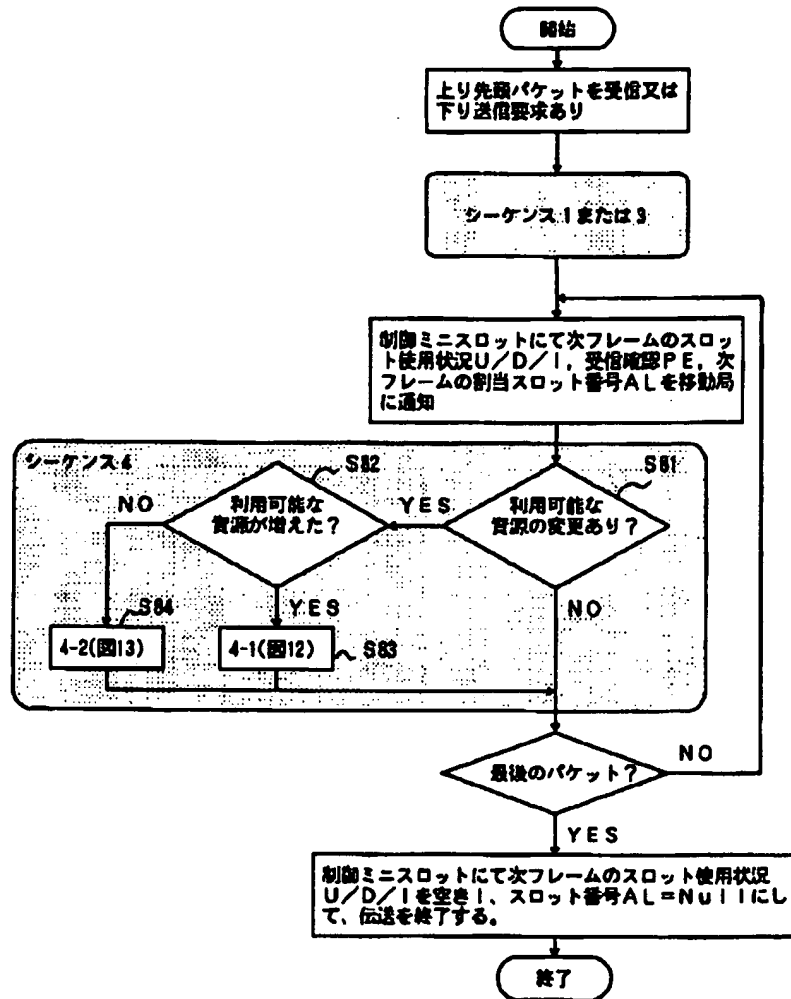 開始
上り先頭パケットを受信又は
下り送信要求あり
シーケンス1または3
制御ミニスロットにて次フレームのスロッ
ト使用状況U/D/I，受信確認PE，次
フレームの割当スロット番号ALを移動局
に通知
シーケンス4
S82
S81
NO
利用可能な
資源が増えた？
YES
利用可能な
資源の変更あり？
S84
YES
NO
4-2(図13)
4-1(図12)
S83
最後のパケット？
NO
YES
制御ミニスロットにて次フレームのスロット使用状況
U/D/Iを空きI、スロット番号AL=Nullにし
て、伝送を終了する。
終了